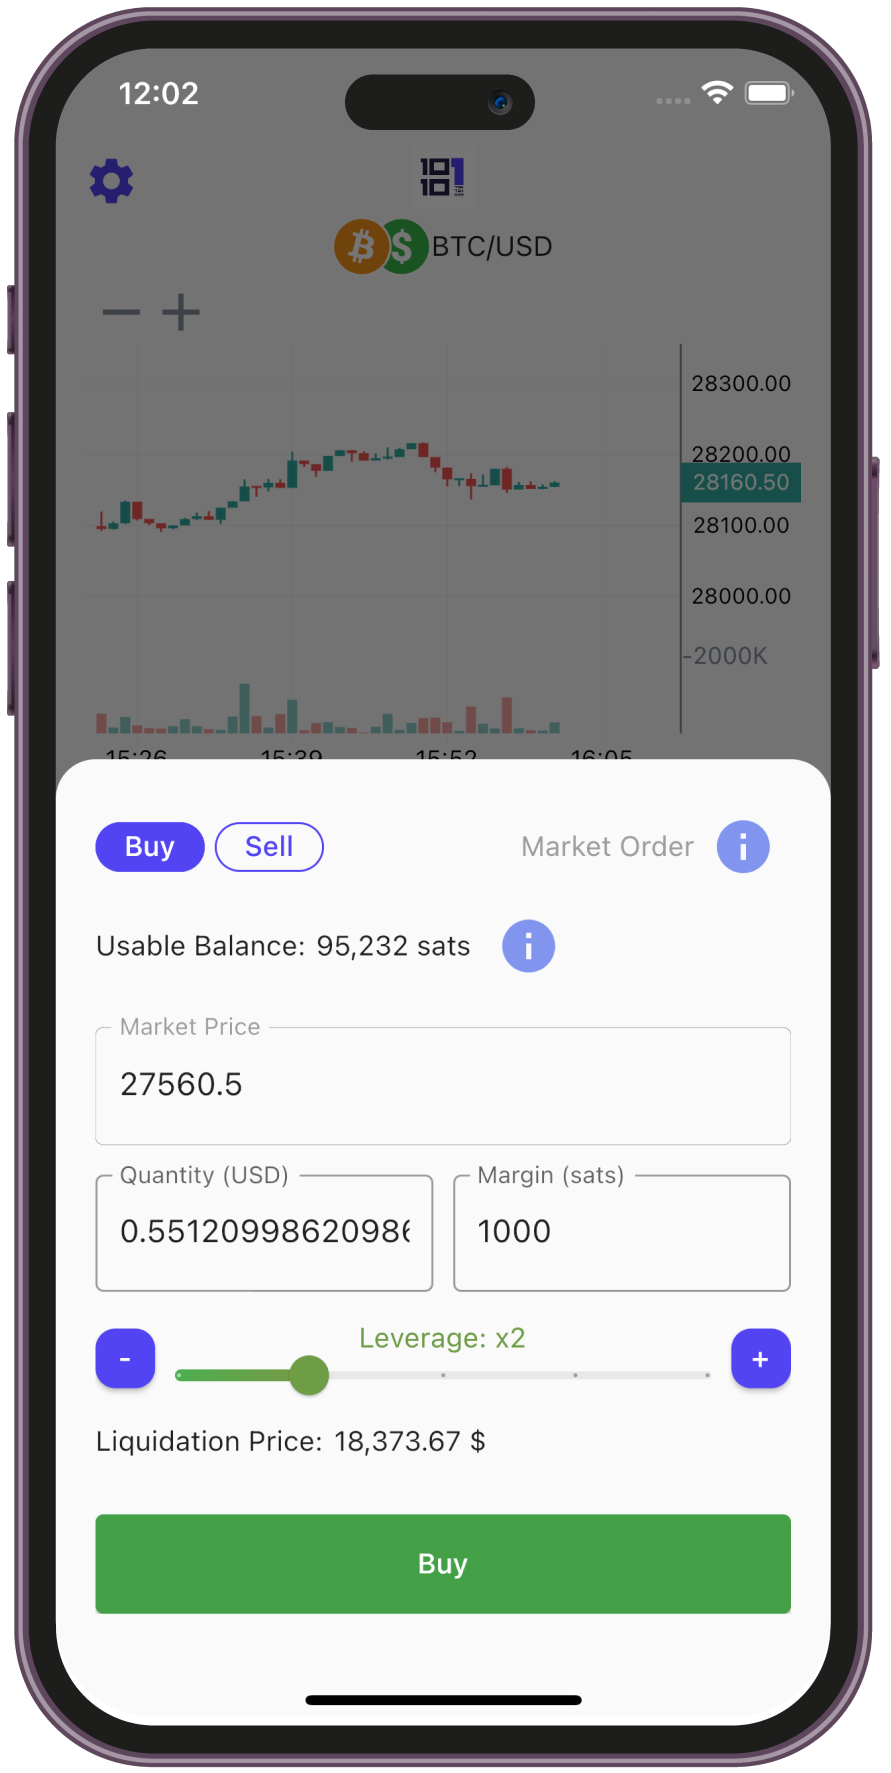 12:02
10101
BTC/USD
28300.00
28200.00
28160.50
28100.00
28000.00
-2000K
15:26 15:39 15:52 16:05
Buy Sell Market Order i
Usable Balance: 95,232 sats i
Market Price
27560.5
Quantity (USD) Margin (sats)
0.55120998620986 1000
Leverage: x2
- +
Liquidation Price: 18,373.67 $
Buy